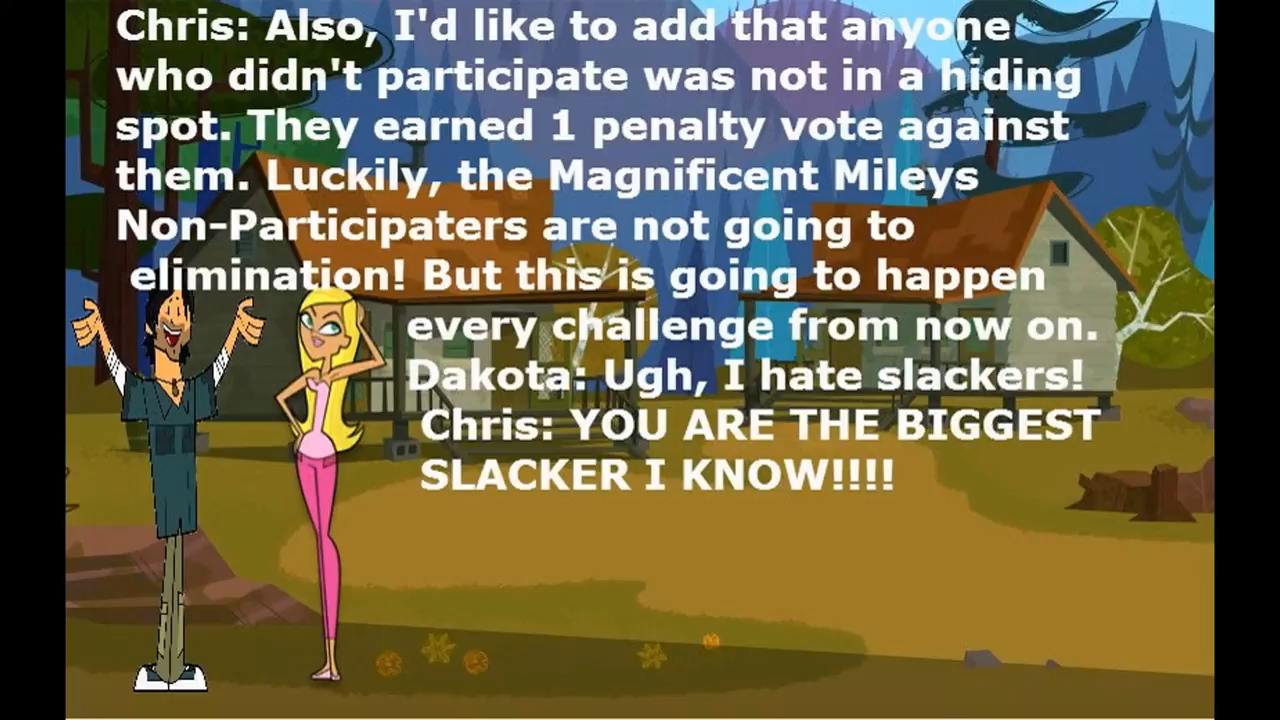 Chris: Also, I'd like to add that anyone
who didn't participate was not in a hiding
spot. They earned 1 penalty vote against
them. Luckily, the Magnificent Mileys
Non-Participaters are not going to
elimination! But this is going to happen
every challenge from now on.
Dakota: Ugh, I hate slackers!
Chris: YOU ARE THE BIGGEST
SLACKER I KNOW!!!!